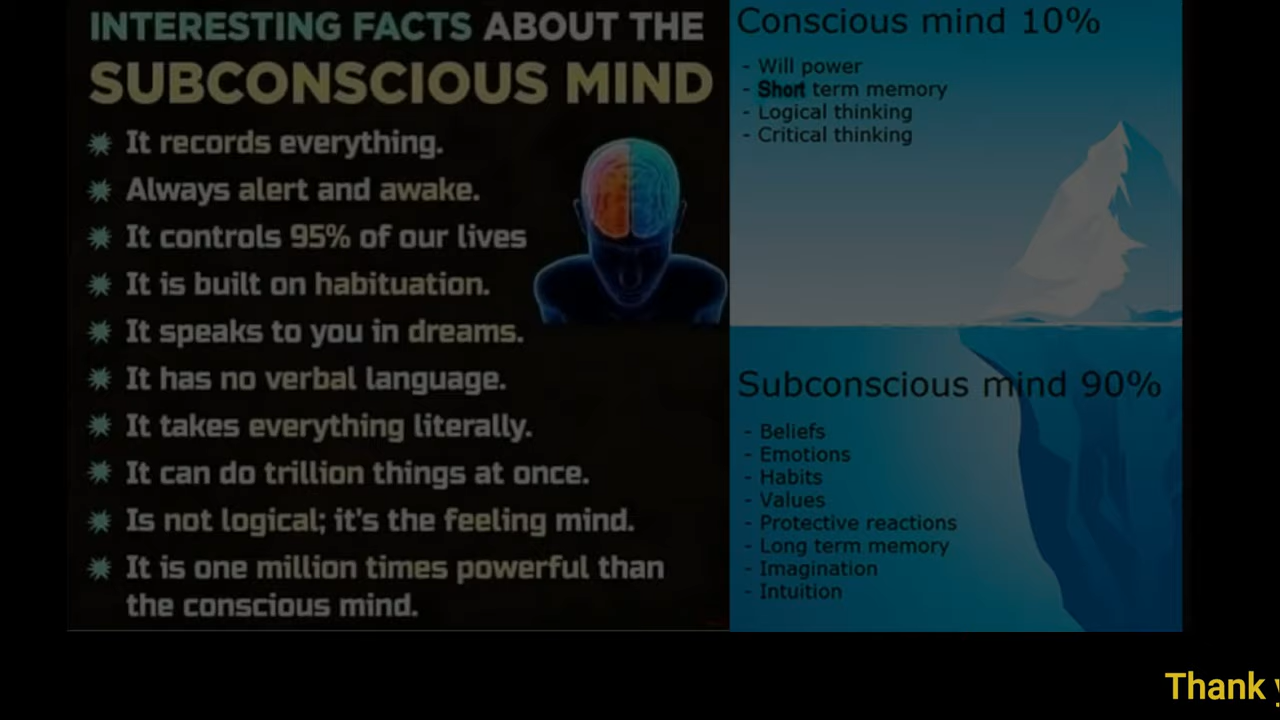 INTERESTING FACTS ABOUT THE
SUBCONSCIOUS MIND
It records everything.
Always alert and awake.
It controls 95% of our lives
It is built on habituation.
It speaks to you in dreams.
It has no verbal language.
It takes everything literally.
It can do trillion things at once.
Is not logical; it's the feeling mind.
It is one million times powerful than
the conscious mind.
Conscious mind 10%
- Will power
- Short term memory
- Logical thinking
- Critical thinking
Subconscious mind 90%
- Beliefs
- Emotions
- Habits
- Values
- Protective reactions
- Long term memory
- Imagination
- Intuition
Thank